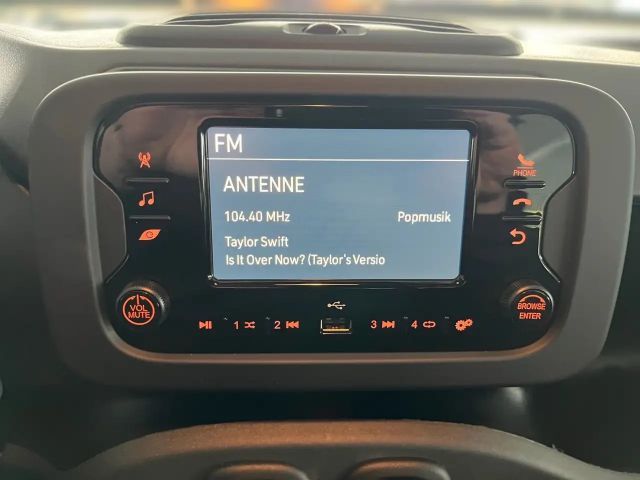 FM
ANTENNE
104.40 MHz Popmusik
Taylor Swift
Is It Over Now? (Taylor's Versio
PHONE
VOL
MUTE
BROWSE
ENTER
1 2 3 4